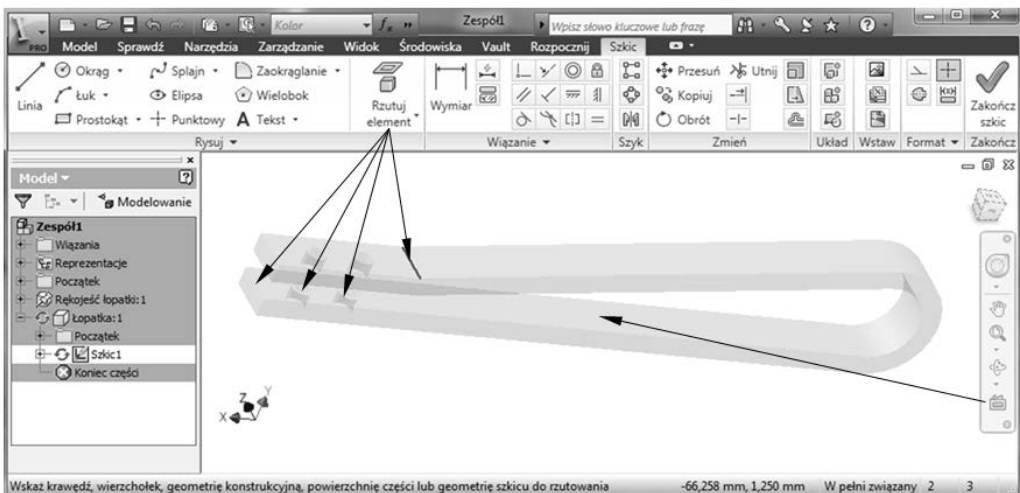 Kolor
Zespół1
Wpisz słowo kluczowe lub frazę
PRO
Model Sprawdź Narzędzia Zarządzanie Widok Środowiska Vault Rozpocznij Szkic
Linia
Okrąg
Łuk
Prostokąt
Splajn
Elipsa
Punktowy
Zaokrąglanie
Wielobok
A Tekst
Rzutuj element
Wymiar
Przesuń
Kopiuj
Obrót
Utnij
Zakończ szkic
Rysuj Wiązanie Szyk Zmień Układ Wstaw Format Zakończ
Model
Modelowanie
Zespół1
Wiązania
Reprezentacje
Początek
Rękojeść łopatki:1
Łopatka:1
Początek
Szkic1
Koniec części
Z Y
X
Wskaż krawędź, wierzchołek, geometrię konstrukcyjną, powierzchnię części lub geometrię szkicu do rzutowania -66,258 mm, 1,250 mm W pełni związany 2 3